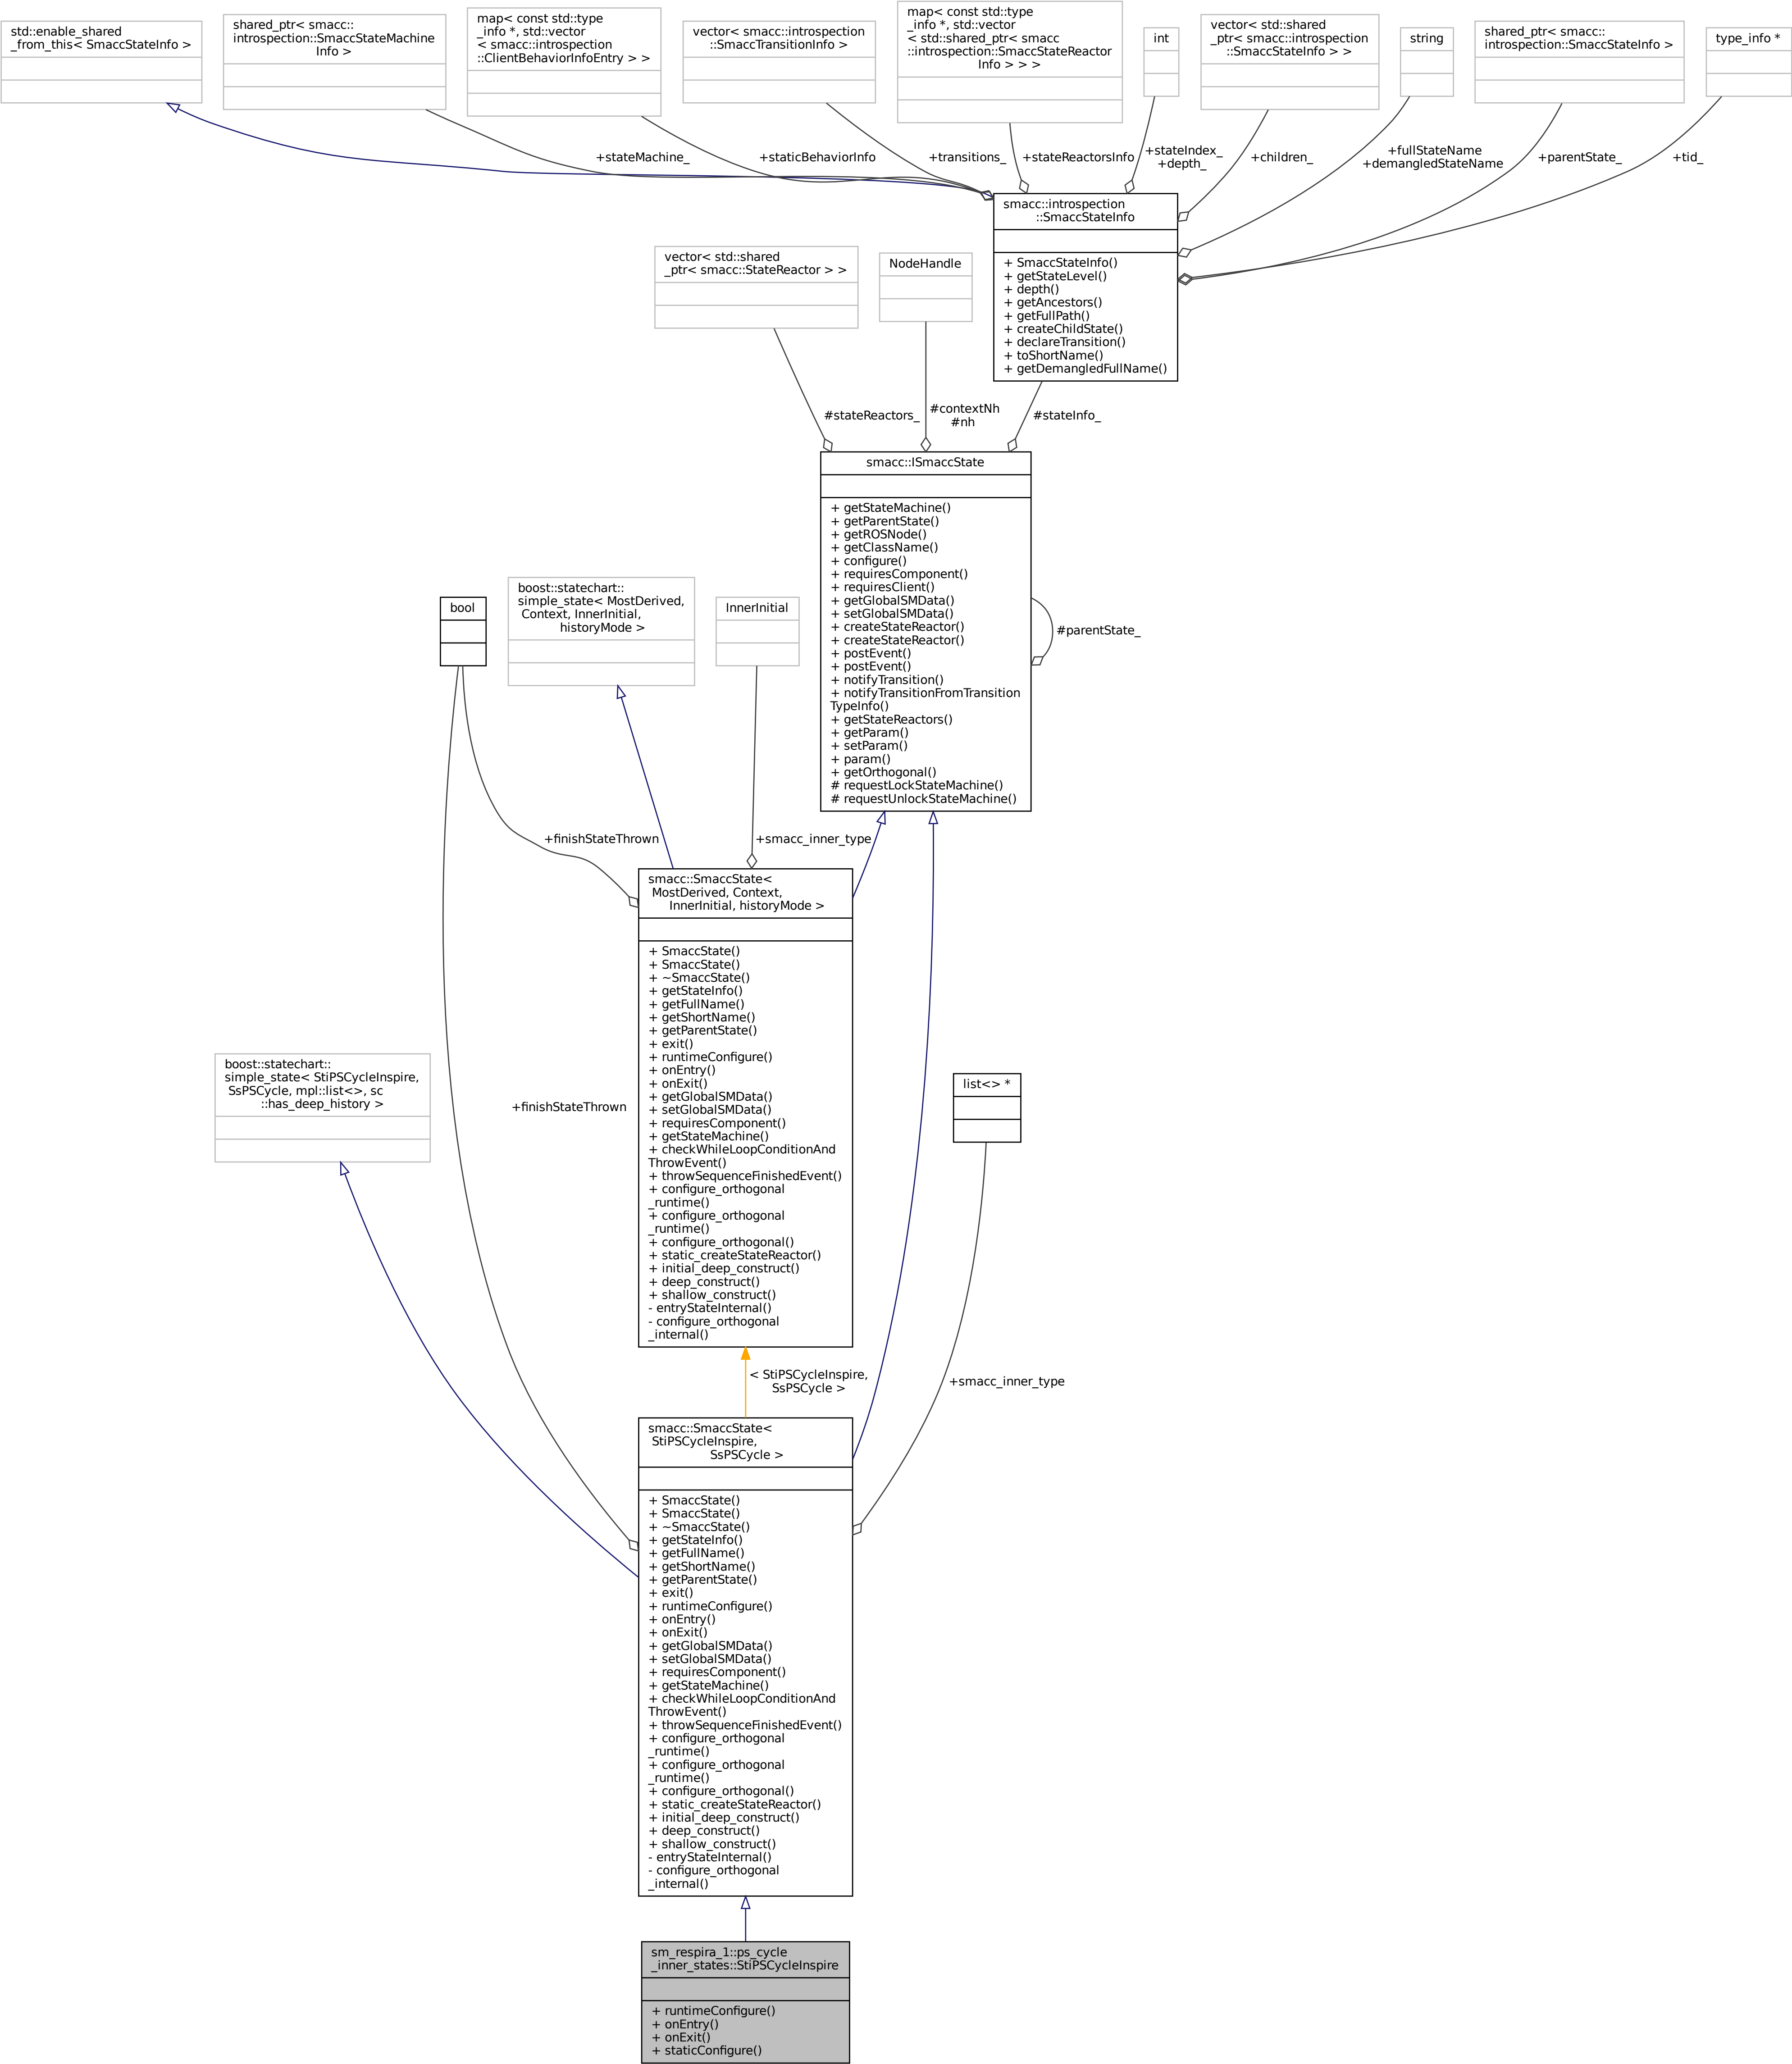 std::enable_shared
_from_this< SmaccStateInfo >
shared_ptr< smacc::
introspection::SmaccStateMachine
Info >
map< const std::type
_info *, std::vector
< smacc::introspection
::ClientBehaviorInfoEntry > >
vector< smacc::introspection
::SmaccTransitionInfo >
map< const std::type
_info *, std::vector
< std::shared_ptr< smacc
::introspection::SmaccStateReactor
Info > > >
int
vector< std::shared
_ptr< smacc::introspection
::SmaccStateInfo > >
string
shared_ptr< smacc::
introspection::SmaccStateInfo >
type_info *
+stateMachine_
+staticBehaviorInfo
+transitions_
+stateReactorsInfo
+stateIndex_
+depth_
+children_
+fullStateName
+demangledStateName
+parentState_
+tid_
smacc::introspection
::SmaccStateInfo
+ SmaccStateInfo()
+ getStateLevel()
+ depth()
+ getAncestors()
+ getFullPath()
+ createChildState()
+ declareTransition()
+ toShortName()
+ getDemangledFullName()
vector< std::shared
_ptr< smacc::StateReactor > >
NodeHandle
#stateReactors_
#contextNh
#nh
#stateInfo_
smacc::ISmaccState
+ getStateMachine()
+ getParentState()
+ getROSNode()
+ getClassName()
+ configure()
+ requiresComponent()
+ requiresClient()
+ getGlobalSMData()
+ setGlobalSMData()
+ createStateReactor()
+ createStateReactor()
+ postEvent()
+ postEvent()
+ notifyTransition()
+ notifyTransitionFromTransition
TypeInfo()
+ getStateReactors()
+ getParam()
+ setParam()
+ param()
+ getOrthogonal()
# requestLockStateMachine()
# requestUnlockStateMachine()
#parentState_
bool
boost::statechart::
simple_state< MostDerived,
Context, InnerInitial,
historyMode >
InnerInitial
+finishStateThrown
+smacc_inner_type
smacc::SmaccState<
MostDerived, Context,
InnerInitial, historyMode >
+ SmaccState()
+ SmaccState()
+ ~SmaccState()
+ getStateInfo()
+ getFullName()
+ getShortName()
+ getParentState()
+ exit()
+ runtimeConfigure()
+ onEntry()
+ onExit()
+ getGlobalSMData()
+ setGlobalSMData()
+ requiresComponent()
+ getStateMachine()
+ checkWhileLoopConditionAnd
ThrowEvent()
+ throwSequenceFinishedEvent()
+ configure_orthogonal
_runtime()
+ configure_orthogonal
_runtime()
+ configure_orthogonal()
+ static_createStateReactor()
+ initial_deep_construct()
+ deep_construct()
+ shallow_construct()
- entryStateInternal()
- configure_orthogonal
_internal()
boost::statechart::
simple_state< StiPSCycleInspire,
SsPSCycle, mpl::list<>, sc
::has_deep_history >
+finishStateThrown
list<> *
< StiPSCycleInspire,
SsPSCycle >
+smacc_inner_type
smacc::SmaccState<
StiPSCycleInspire,
SsPSCycle >
+ SmaccState()
+ SmaccState()
+ ~SmaccState()
+ getStateInfo()
+ getFullName()
+ getShortName()
+ getParentState()
+ exit()
+ runtimeConfigure()
+ onEntry()
+ onExit()
+ getGlobalSMData()
+ setGlobalSMData()
+ requiresComponent()
+ getStateMachine()
+ checkWhileLoopConditionAnd
ThrowEvent()
+ throwSequenceFinishedEvent()
+ configure_orthogonal
_runtime()
+ configure_orthogonal
_runtime()
+ configure_orthogonal()
+ static_createStateReactor()
+ initial_deep_construct()
+ deep_construct()
+ shallow_construct()
- entryStateInternal()
- configure_orthogonal
_internal()
sm_respira_1::ps_cycle
_inner_states::StiPSCycleInspire
+ runtimeConfigure()
+ onEntry()
+ onExit()
+ staticConfigure()